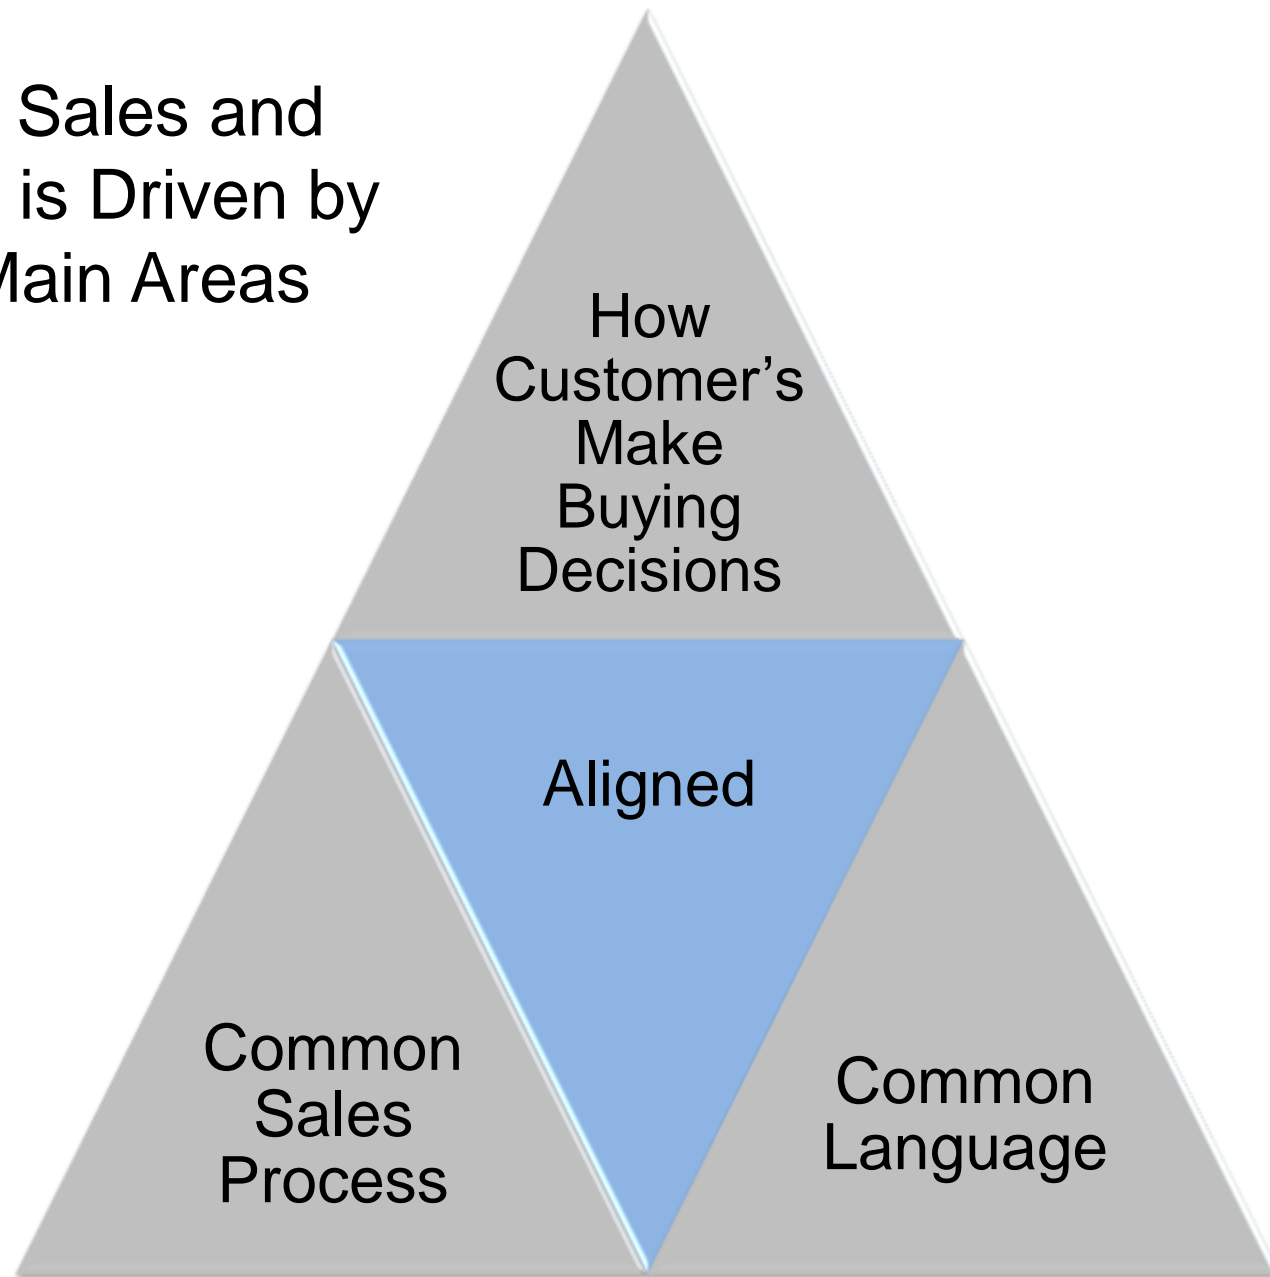 Sales and
is Driven by
Main Areas
How
Customer’s
Make
Buying
Decisions
Aligned
Common
Sales
Process
Common
Language